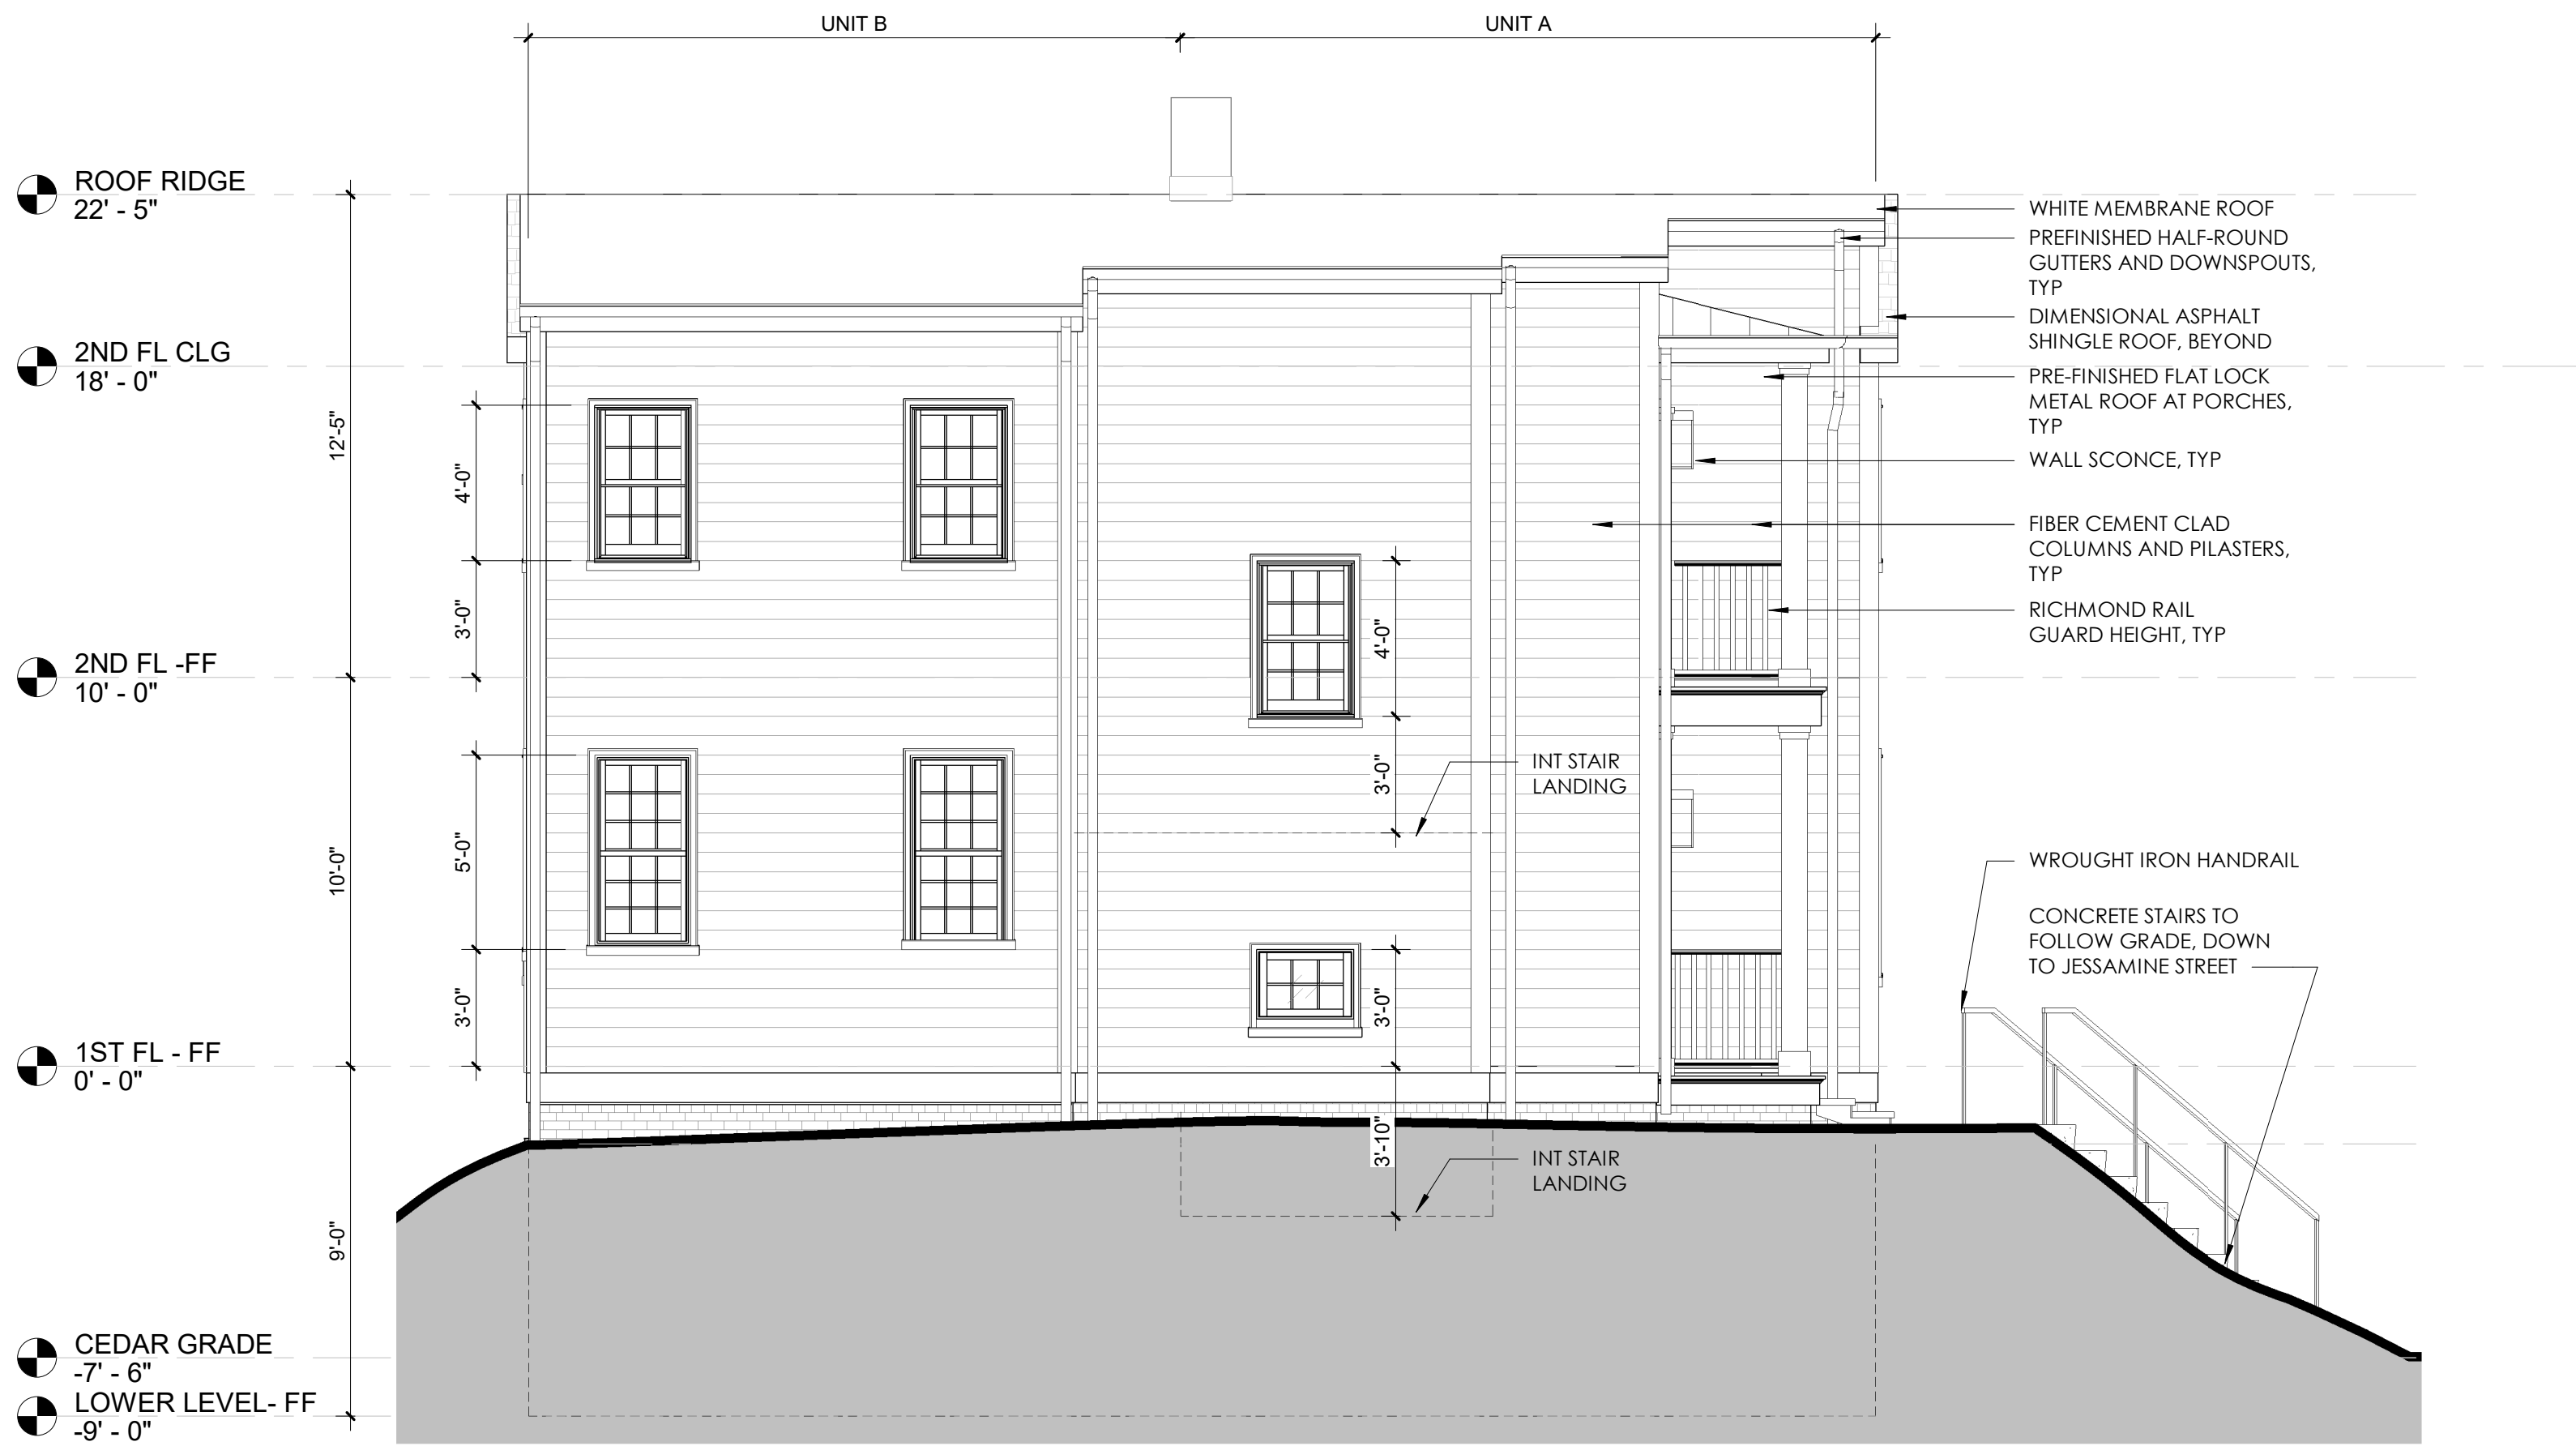 UNIT B
UNIT A
ROOF RIDGE
22' - 5"
2ND FL CLG
18' - 0"
2ND FL -FF
10' - 0"
1ST FL - FF
0' - 0"
CEDAR GRADE
-7' - 6"
LOWER LEVEL- FF
-9' - 0"
12'-5"
10'-0"
9'-0"
4'-0"
3'-0"
5'-0"
3'-0"
4'-0"
3'-0"
3'-0"
3'-10"
INT STAIR
LANDING
INT STAIR
LANDING
WHITE MEMBRANE ROOF
PREFINISHED HALF-ROUND
GUTTERS AND DOWNSPOUTS,
TYP
DIMENSIONAL ASPHALT
SHINGLE ROOF, BEYOND
PRE-FINISHED FLAT LOCK
METAL ROOF AT PORCHES,
TYP
WALL SCONCE, TYP
FIBER CEMENT CLAD
COLUMNS AND PILASTERS,
TYP
RICHMOND RAIL
GUARD HEIGHT, TYP
WROUGHT IRON HANDRAIL
CONCRETE STAIRS TO
FOLLOW GRADE, DOWN
TO JESSAMINE STREET